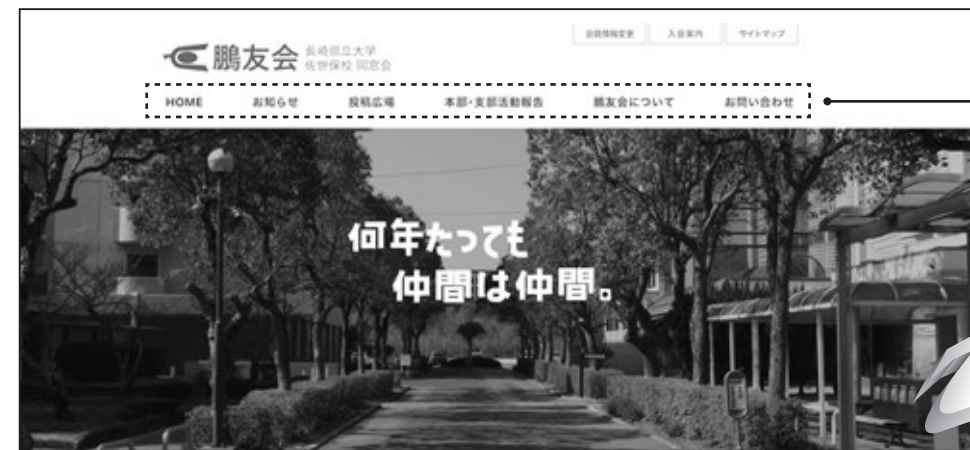 会員情報変更 入会案内 サイトマップ
鵬友会 長崎県立大学
佐世保校 同窓会
HOME お知らせ 投稿広場 本部・支部活動報告 鵬友会について お問い合わせ
何年たっても
仲間は仲間。